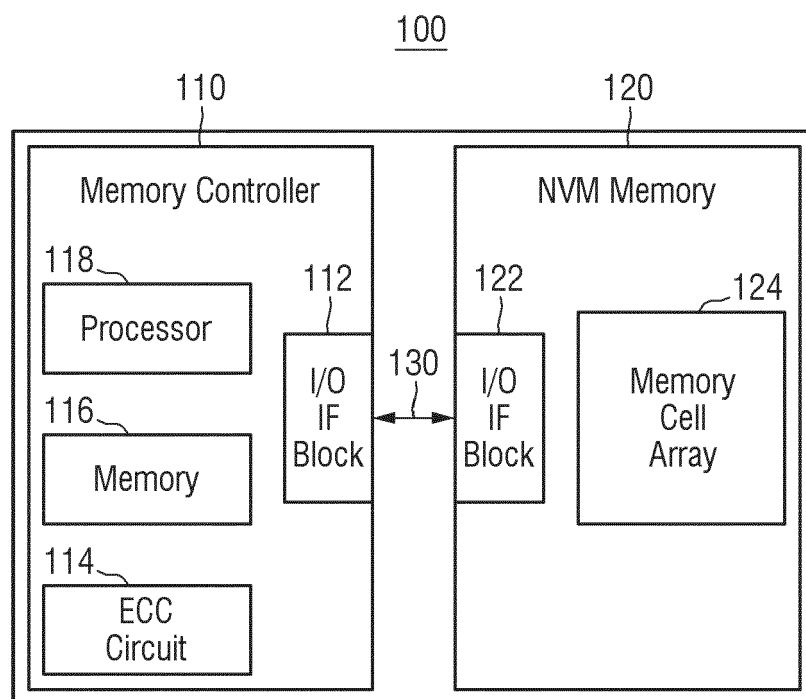 100
110
120
Memory Controller
NVM Memory
118
Processor
112
I/O
IF
Block
130
122
I/O
IF
Block
124
Memory
Cell
Array
116
Memory
114
ECC
Circuit